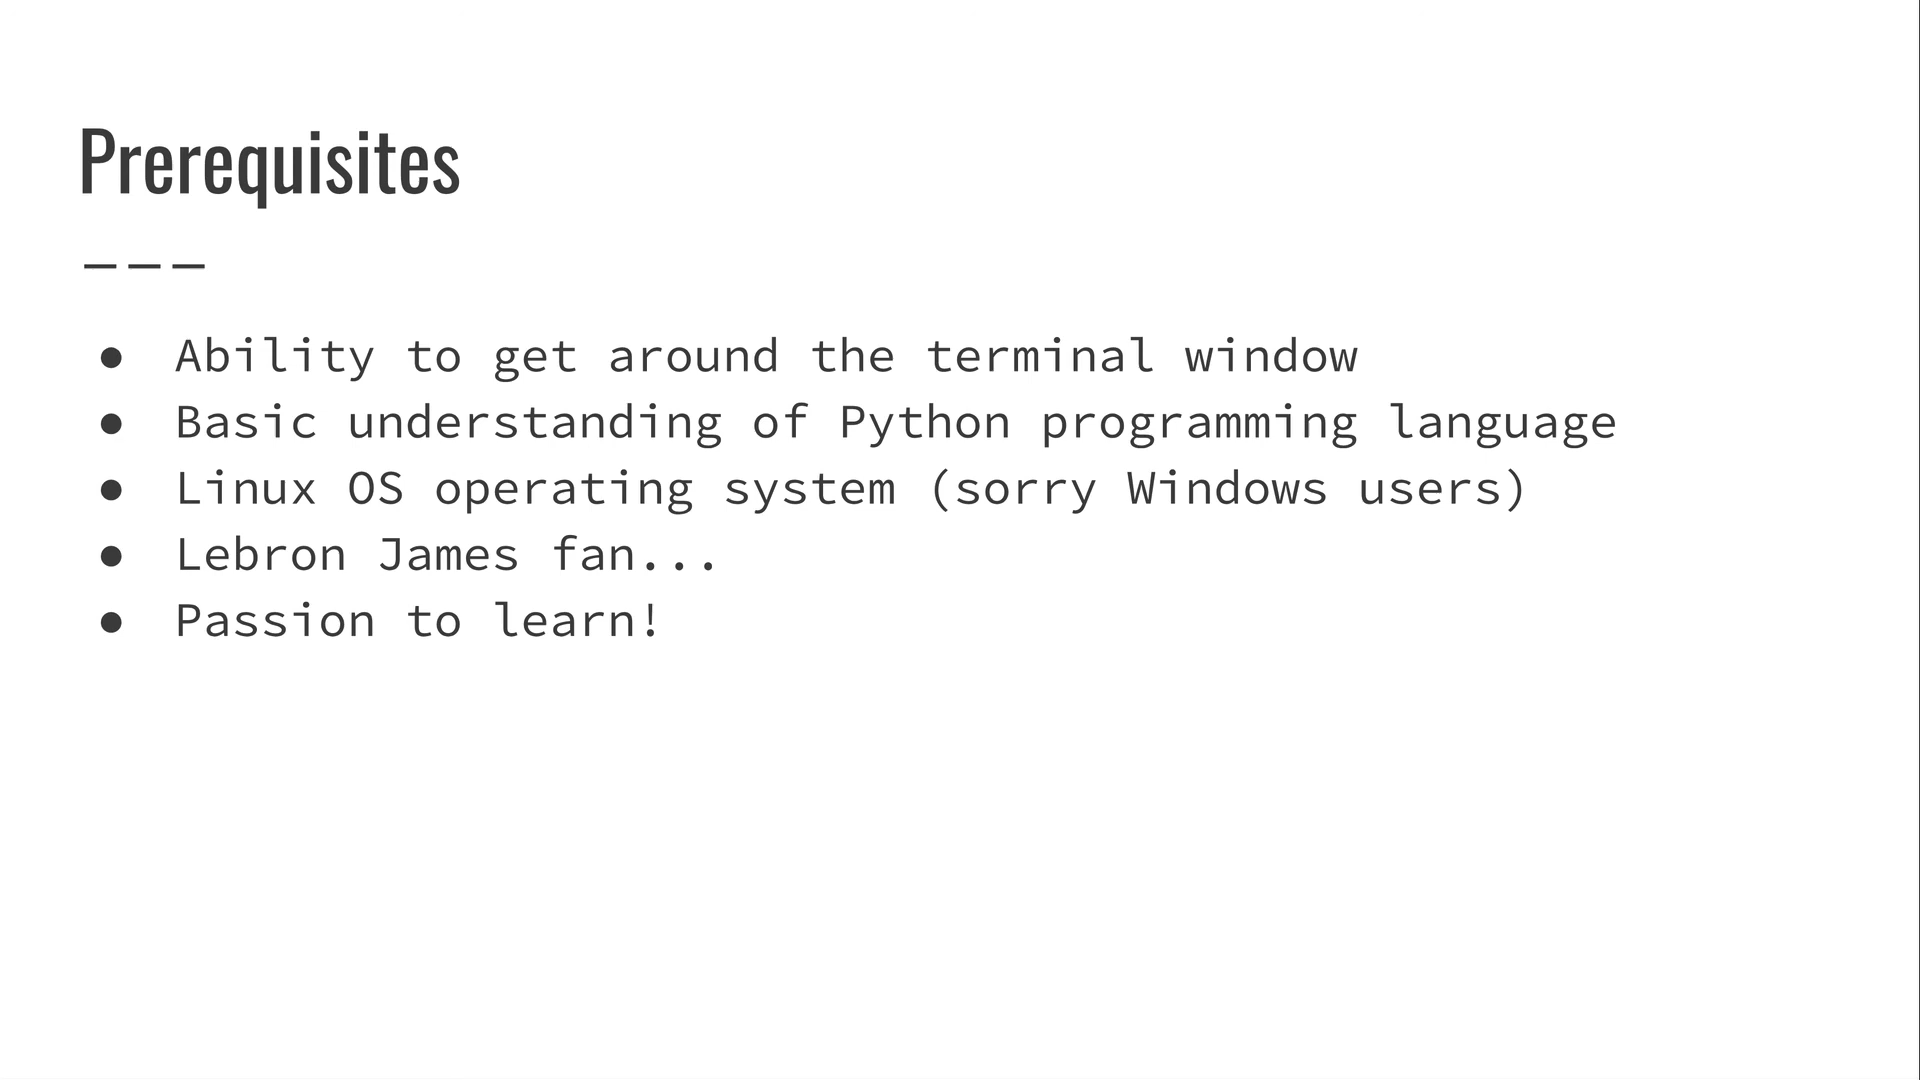 Prerequisites
———
● Ability to get around the terminal window
● Basic understanding of Python programming language
● Linux OS operating system (sorry Windows users)
● Lebron James fan...
● Passion to learn!